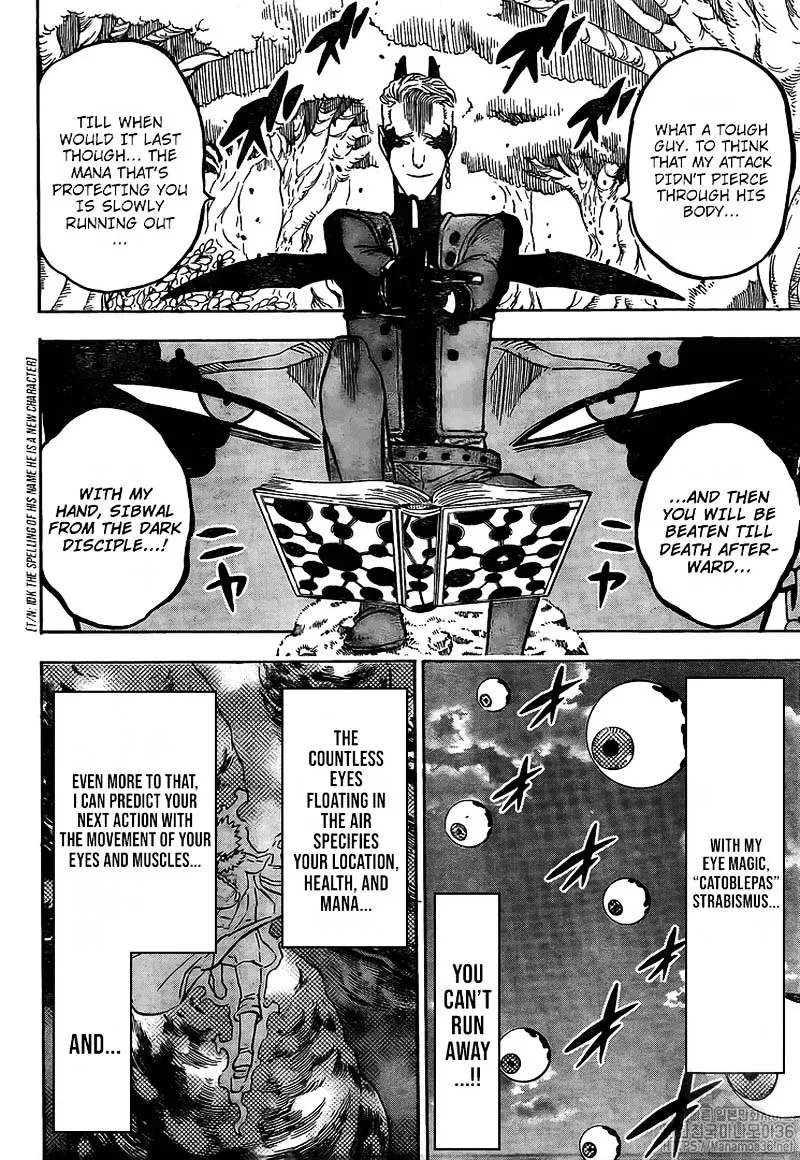 WHAT A TOUGH
GUY. TO THINK
THAT MY ATTACK
DIDN'T PIERCE
THROUGH HIS
BODY...
TILL WHEN
WOULD IT LAST
THOUGH... THE
MANA THAT'S
PROTECTING YOU
IS SLOWLY
RUNNING OUT
...
...AND THEN
YOU WILL BE
BEATEN TILL
DEATH AFTER-
WARD...
WITH MY
HAND, SIBWAL
FROM THE DARK
DISCIPLE...!
ニヤ
ニヤ
[T/N: IDK THE SPELLING OF HIS NAME HE IS A NEW CHARACTER]
WITH MY
EYE MAGIC,
“CATOBLEPAS”
STRABISMUS...
YOU
CAN'T
RUN
AWAY
...!!
THE
COUNTLESS
EYES
FLOATING IN
THE AIR
SPECIFIES
YOUR LOCATION,
HEALTH, AND
MANA...
EVEN MORE TO THAT,
I CAN PREDICT YOUR
NEXT ACTION WITH
THE MOVEMENT OF YOUR
EYES AND MUSCLES...
AND...